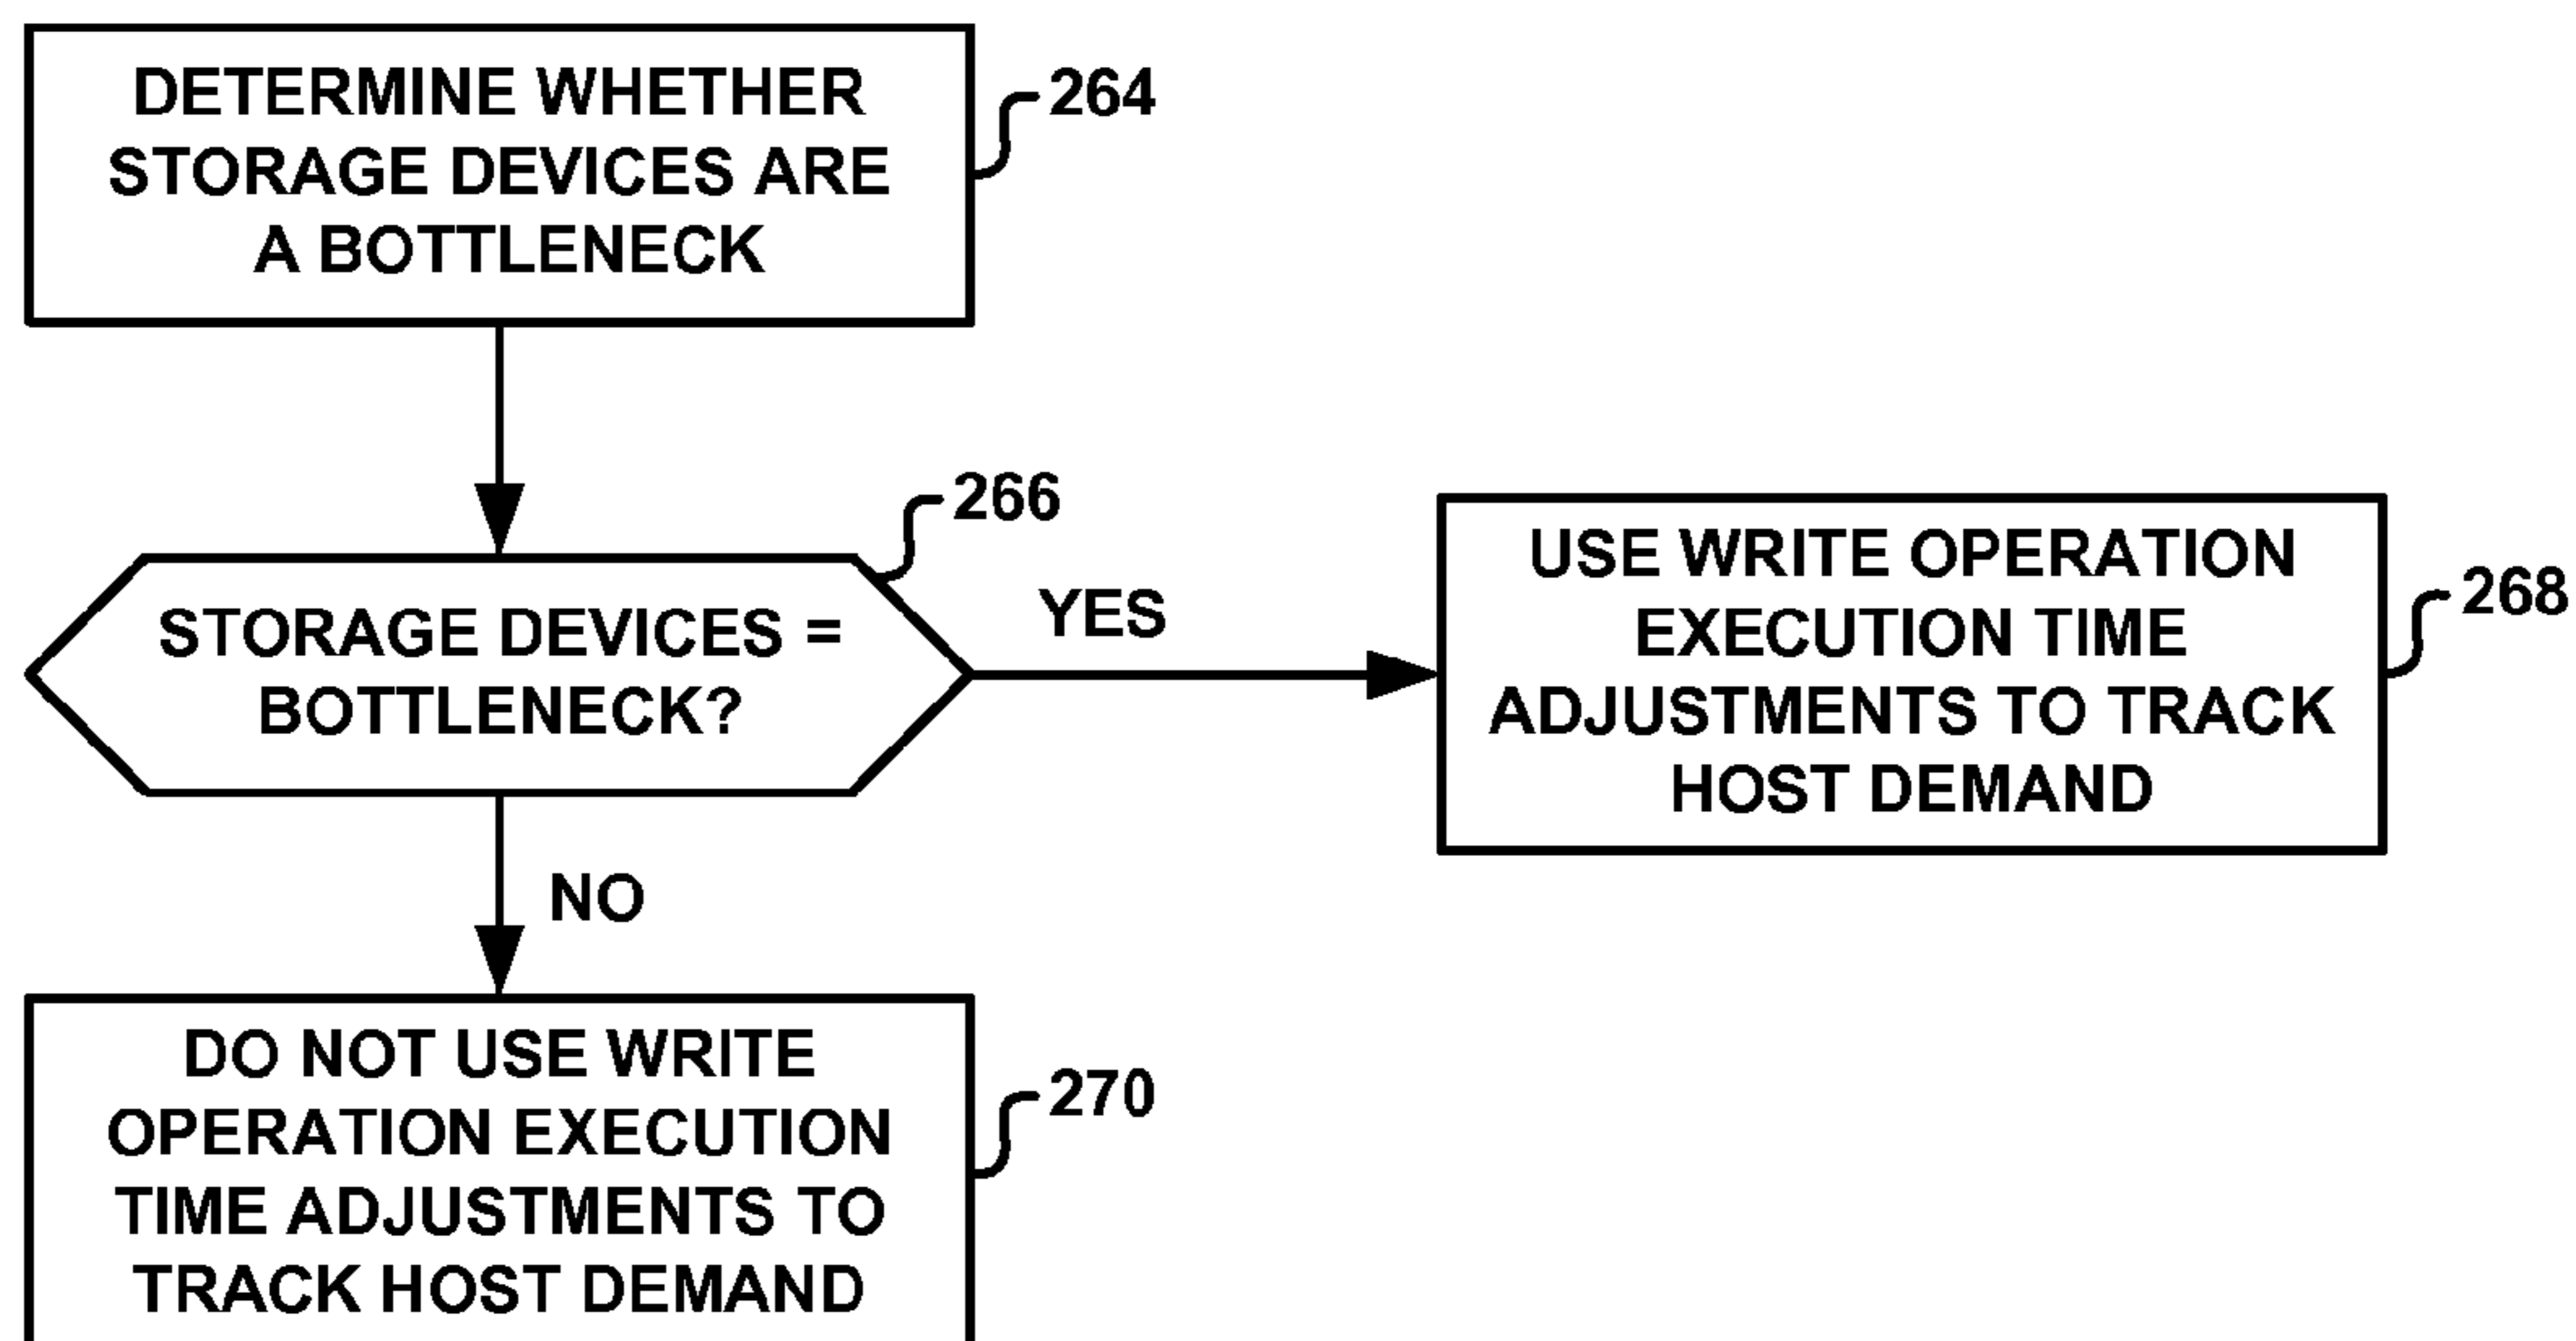 DETERMINE WHETHER
STORAGE DEVICES ARE
A BOTTLENECK
264
266
STORAGE DEVICES =
BOTTLENECK?
YES
USE WRITE OPERATION
EXECUTION TIME
ADJUSTMENTS TO TRACK
HOST DEMAND
268
NO
DO NOT USE WRITE
OPERATION EXECUTION
TIME ADJUSTMENTS TO
TRACK HOST DEMAND
270